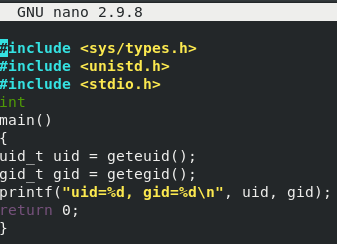 GNU nano 2.9.8
#include <sys/types.h>
#include <unistd.h>
#include <stdio.h>
int
main()
{
uid_t uid = geteuid();
gid_t gid = getegid();
printf("uid=%d, gid=%d\n", uid, gid);
return 0;
}